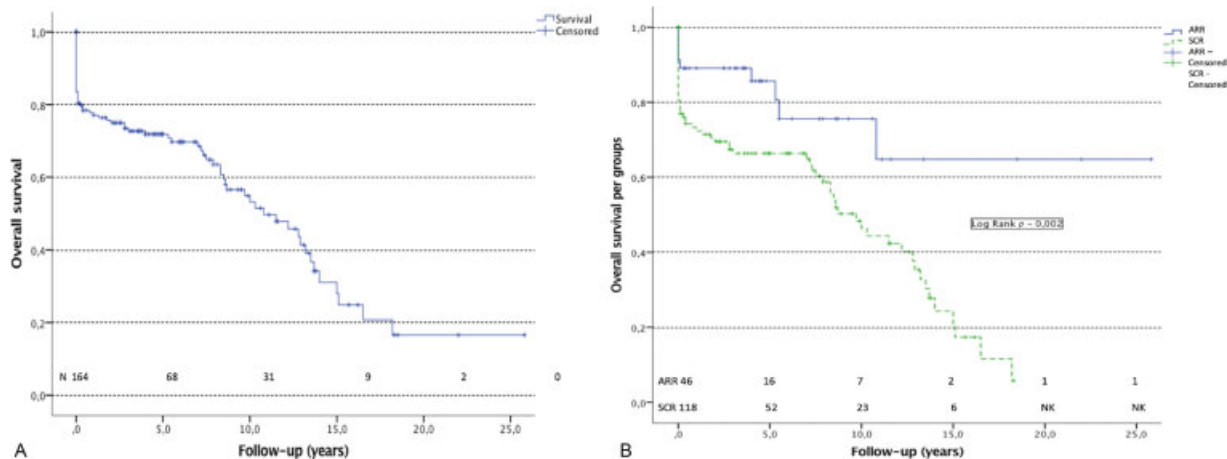 Survival
Censored
1,0
0,8
0,6
0,4
0,2
0,0
Overall survival
N 164 68 31 9 2 0
,0 5,0 10,0 15,0 20,0 25,0
Follow-up (years)
A
ARR
SCR
ARR –
Censored
SCR -
Censored
1,0
0,8
0,6
0,4
0,2
0,0
Overall survival per groups
Log Rank p – 0,002
ARR 46 16 7 2 1 1
SCR 118 52 23 6 NK NK
,0 5,0 10,0 15,0 20,0 25,0
Follow-up (years)
B